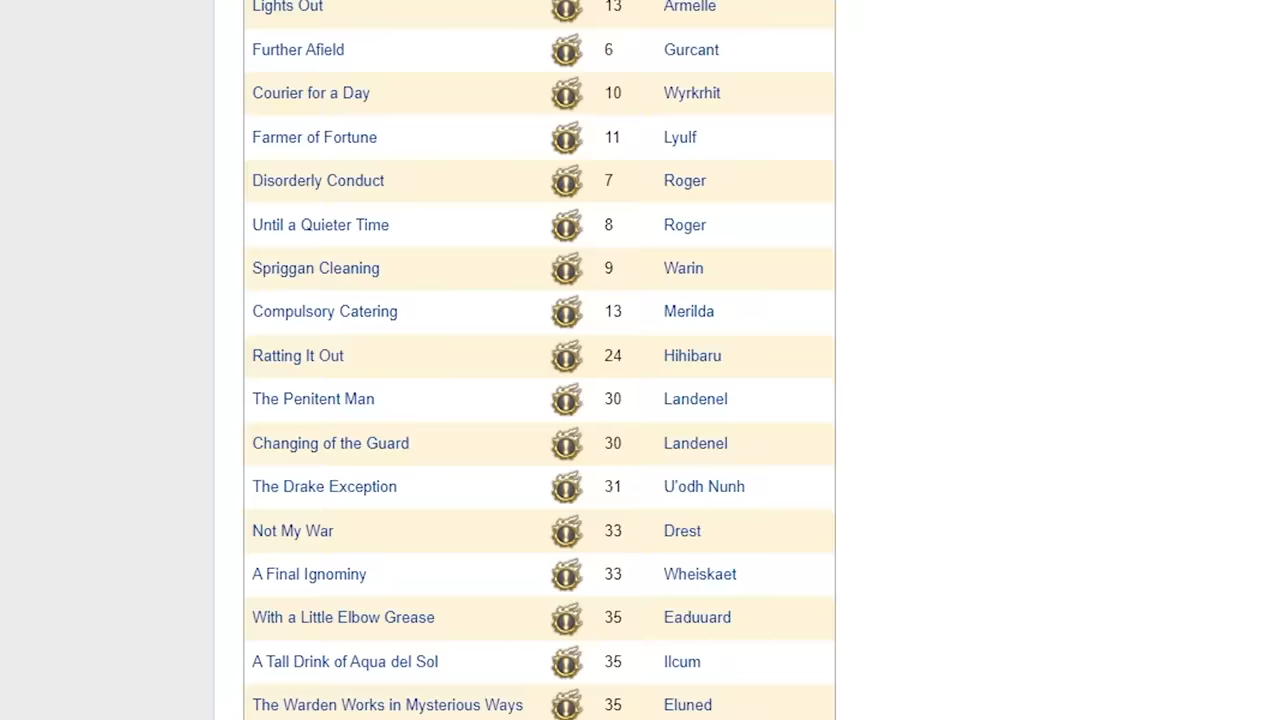 Lights Out 13 Armelle
Further Afield 6 Gurcant
Courier for a Day 10 Wyrkrhit
Farmer of Fortune 11 Lyulf
Disorderly Conduct 7 Roger
Until a Quieter Time 8 Roger
Spriggan Cleaning 9 Warin
Compulsory Catering 13 Merilda
Ratting It Out 24 Hihibaru
The Penitent Man 30 Landenel
Changing of the Guard 30 Landenel
The Drake Exception 31 U'odh Nunh
Not My War 33 Drest
A Final Ignominy 33 Wheiskaet
With a Little Elbow Grease 35 Eaduuard
A Tall Drink of Aqua del Sol 35 Ilcum
The Warden Works in Mysterious Ways 35 Eluned